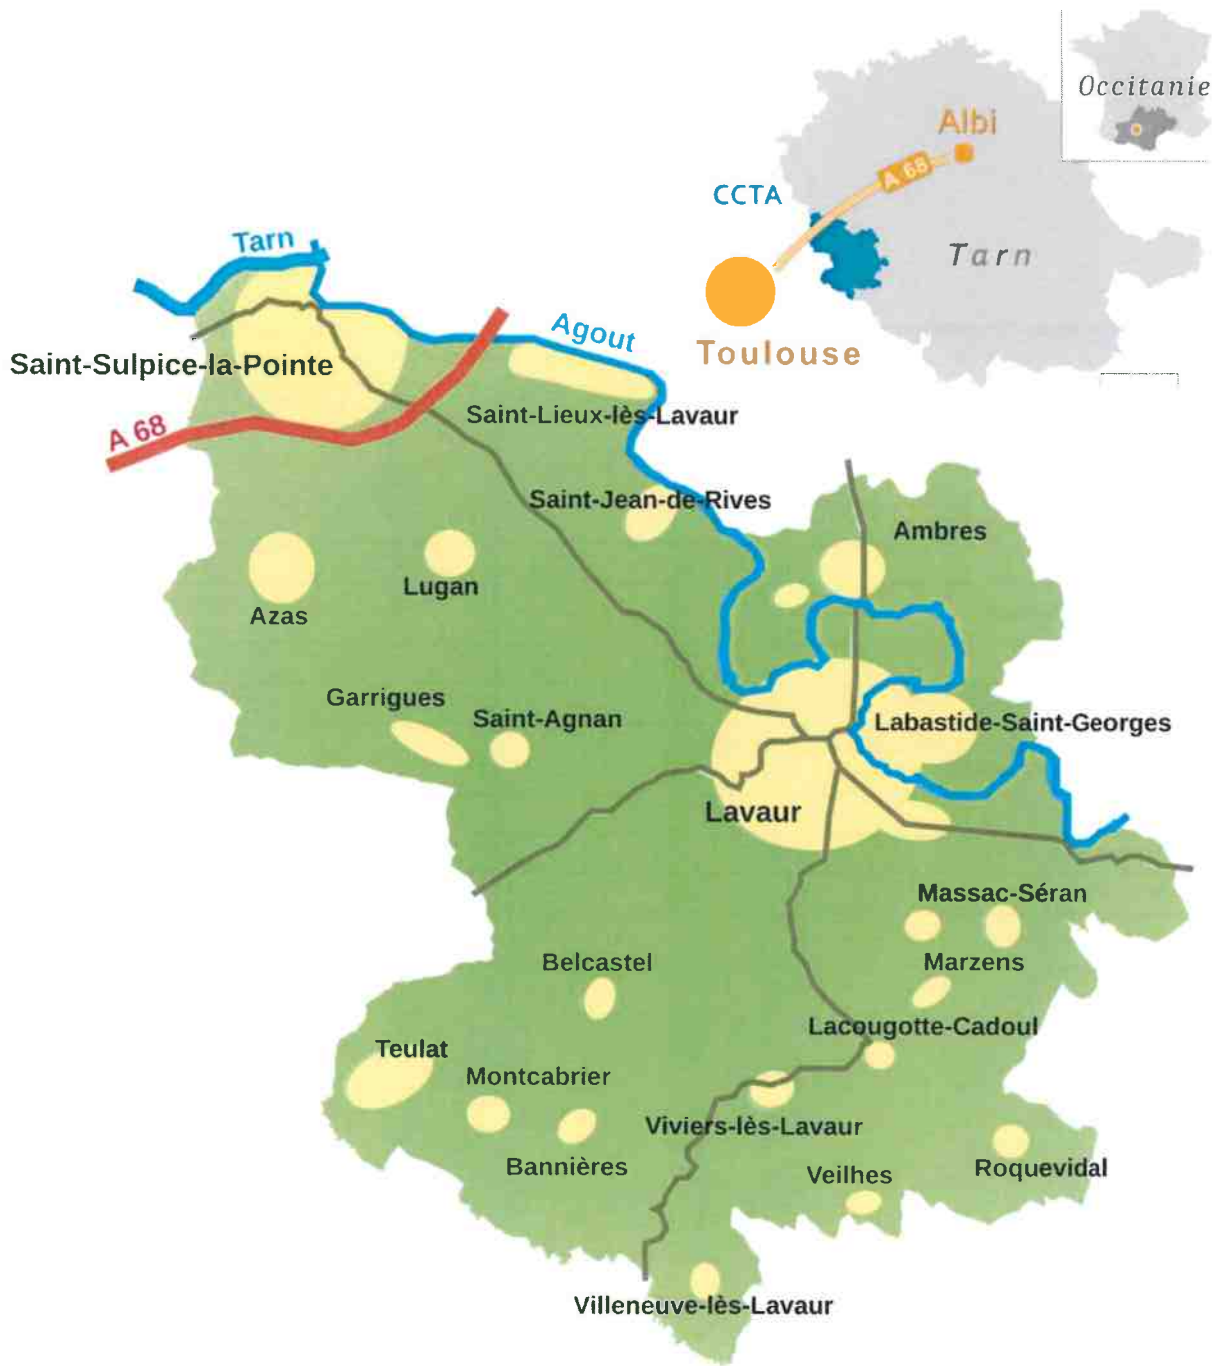 Occitanie
Albi
A 68
CCTA
Tarn
Toulouse
Tarn
Agout
Saint-Sulpice-la-Pointe
A 68
Saint-Lieux-lès-Lavaur
Saint-Jean-de-Rives
Ambres
Lugan
Azas
Garrigues
Saint-Agnan
Labastide-Saint-Georges
Lavaur
Massac-Séran
Belcastel
Marzens
Lacougotte-Cadoul
Teulat
Montcabrier
Viviers-lès-Lavaur
Bannières
Veilhes
Roquevidal
Villeneuve-lès-Lavaur